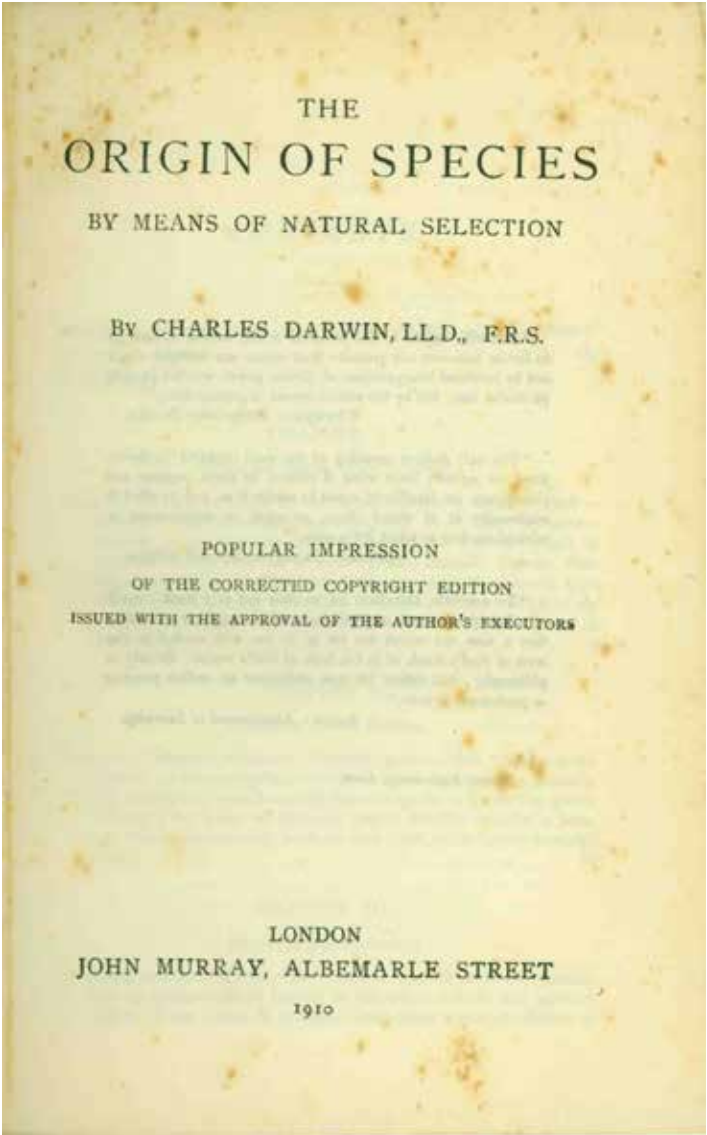 THE
ORIGIN OF SPECIES
BY MEANS OF NATURAL SELECTION
BY CHARLES DARWIN, LL.D., F.R.S.
POPULAR IMPRESSION
OF THE CORRECTED COPYRIGHT EDITION
ISSUED WITH THE APPROVAL OF THE AUTHOR'S EXECUTORS
LONDON
JOHN MURRAY, ALBEMARLE STREET
1910